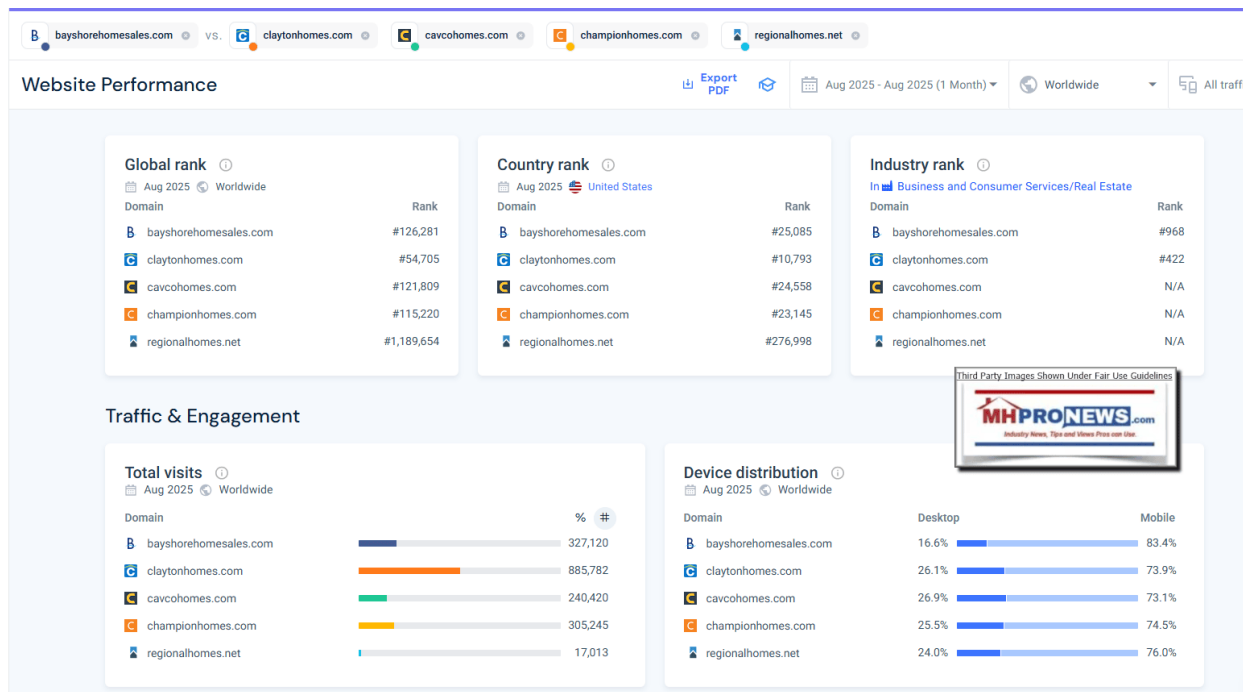 B bayshorehomesales.com vs. C claytonhomes.com C cavcohomes.com C championhomes.com regionalhomes.net
Website Performance
Export PDF
Aug 2025 - Aug 2025 (1 Month)
Worldwide
All traffi
Global rank
Aug 2025 Worldwide
Domain Rank
B bayshorehomesales.com #126,281
C claytonhomes.com #54,705
C cavcohomes.com #121,809
C championhomes.com #115,220
regionalhomes.net #1,189,654
Country rank
Aug 2025 United States
Domain Rank
B bayshorehomesales.com #25,085
C claytonhomes.com #10,793
C cavcohomes.com #24,558
C championhomes.com #23,145
regionalhomes.net #276,998
Industry rank
In Business and Consumer Services/Real Estate
Domain Rank
B bayshorehomesales.com #968
C claytonhomes.com #422
C cavcohomes.com N/A
C championhomes.com N/A
regionalhomes.net N/A
Third Party Images Shown Under Fair Use Guidelines
MHPRONEWS.com
Industry News, Tips and Views Pros can Use.
Traffic & Engagement
Total visits
Aug 2025 Worldwide
Domain % #
B bayshorehomesales.com 327,120
C claytonhomes.com 885,782
C cavcohomes.com 240,420
C championhomes.com 305,245
regionalhomes.net 17,013
Device distribution
Aug 2025 Worldwide
Domain Desktop Mobile
B bayshorehomesales.com 16.6% 83.4%
C claytonhomes.com 26.1% 73.9%
C cavcohomes.com 26.9% 73.1%
C championhomes.com 25.5% 74.5%
regionalhomes.net 24.0% 76.0%